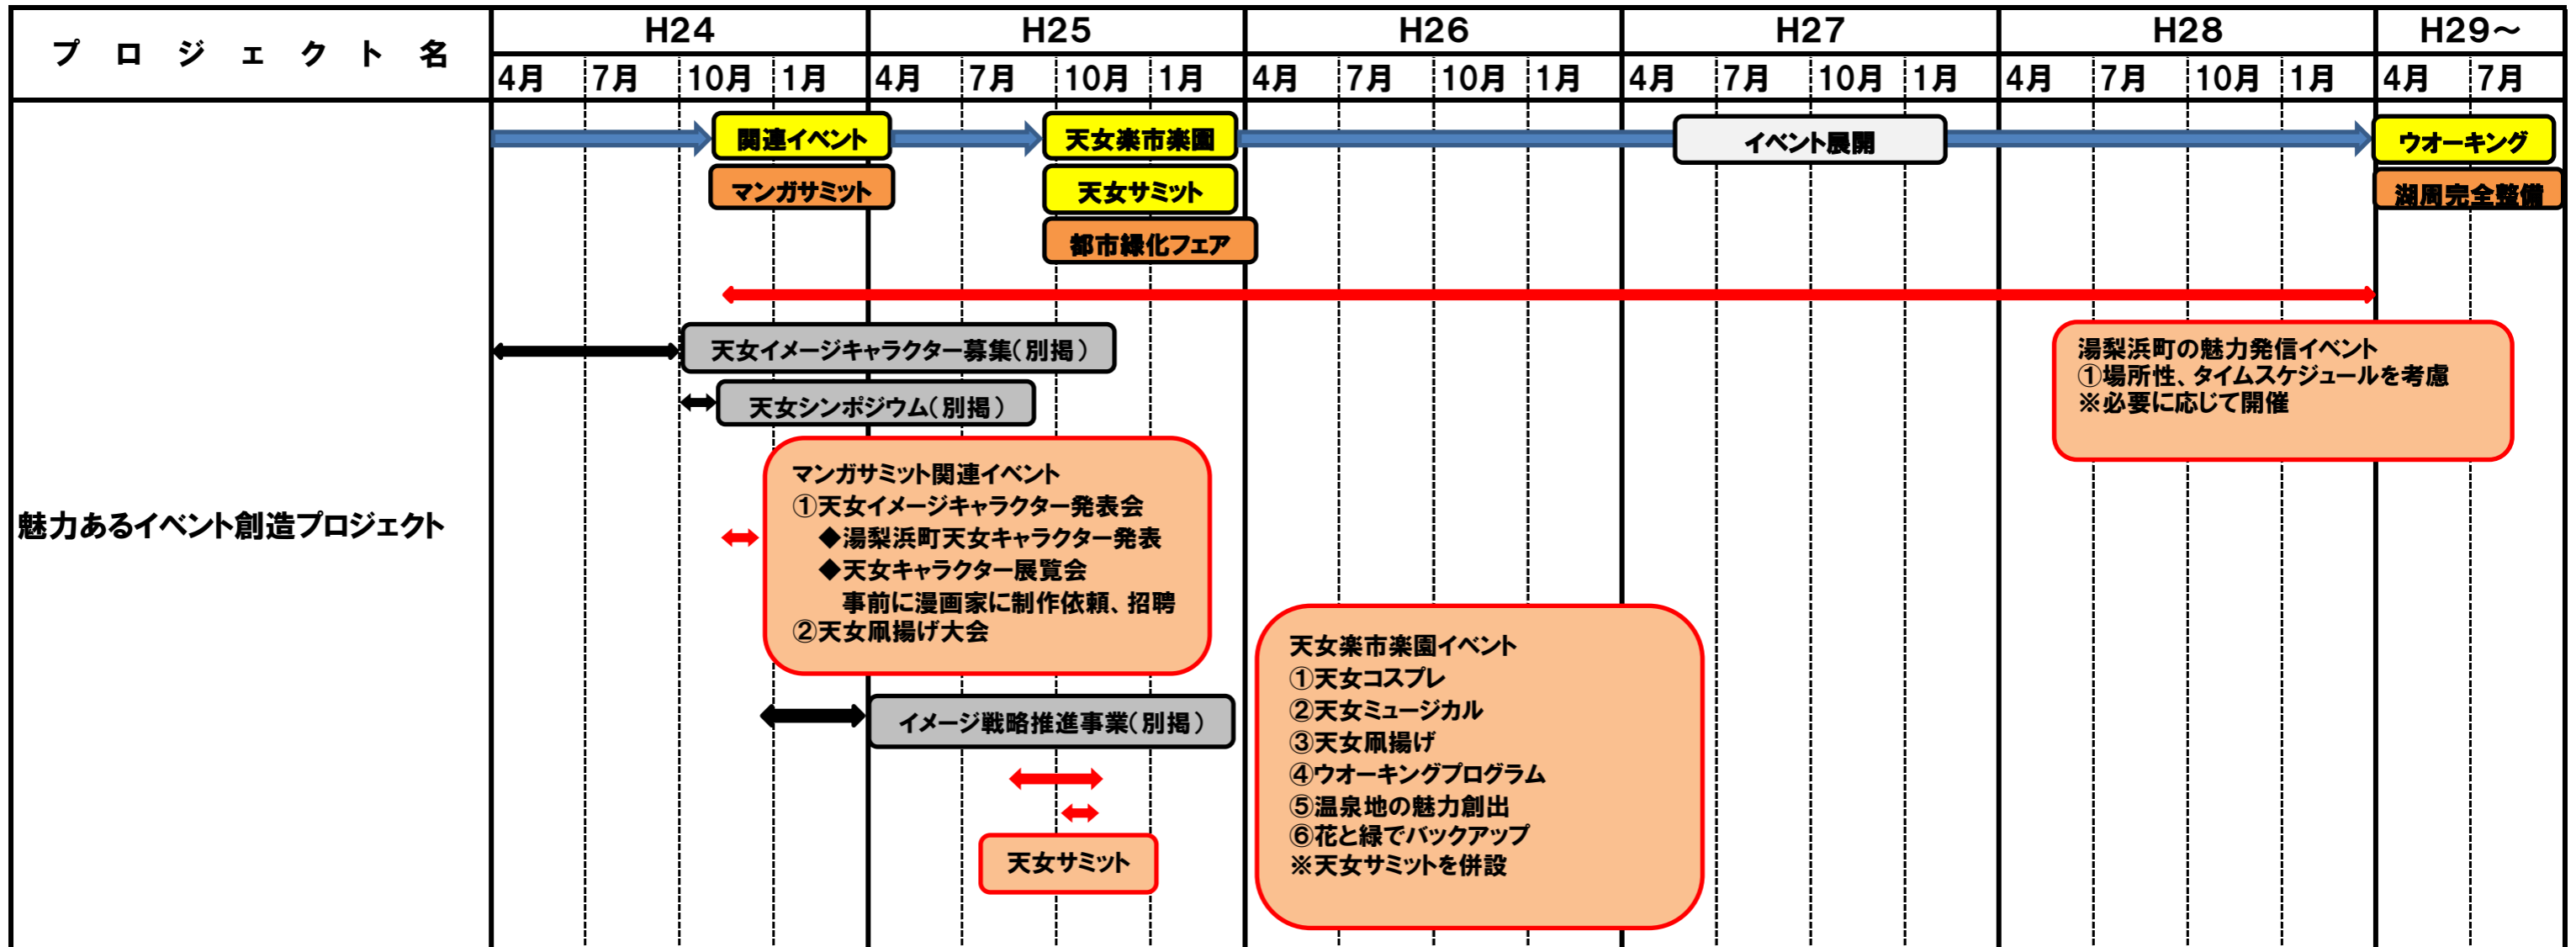 プロジェクト名
H24
H25
H26
H27
H28
H29～
4月 7月 10月 1月 4月 7月 10月 1月 4月 7月 10月 1月 4月 7月 10月 1月 4月 7月 10月 1月 4月 7月
関連イベント
天女楽市楽園
イベント展開
ウオーキング
マンガサミット
天女サミット
湖周完全整備
都市緑化フェア
天女イメージキャラクター募集（別掲）
天女シンポジウム（別掲）
湯梨浜町の魅力発信イベント
①場所性、タイムスケジュールを考慮
※必要に応じて開催
魅力あるイベント創造プロジェクト
マンガサミット関連イベント
①天女イメージキャラクター発表会
◆湯梨浜町天女キャラクター発表
◆天女キャラクター展覧会
事前に漫画家に制作依頼、招聘
②天女凧揚げ大会
イメージ戦略推進事業（別掲）
天女サミット
天女楽市楽園イベント
①天女コスプレ
②天女ミュージカル
③天女凧揚げ
④ウオーキングプログラム
⑤温泉地の魅力創出
⑥花と緑でバックアップ
※天女サミットを併設